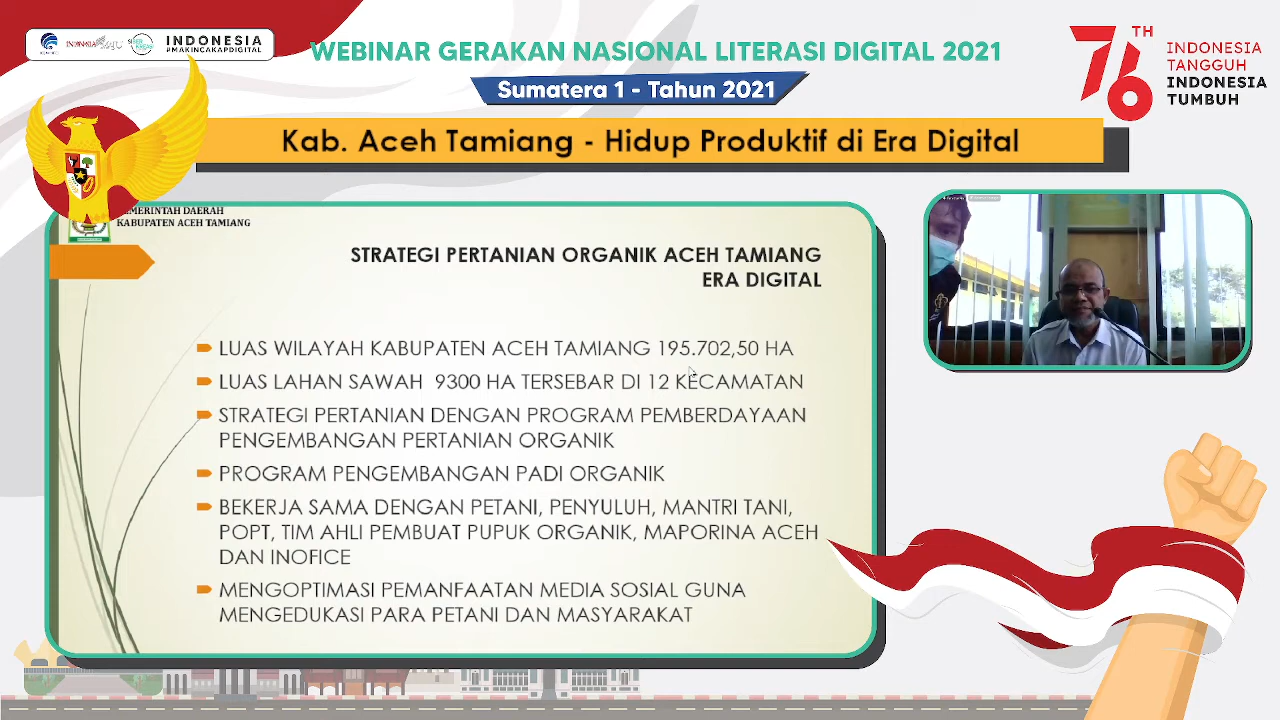 INDONESIA
#MAKINCAKAPDIGITAL
WEBINAR GERAKAN NASIONAL LITERASI DIGITAL 2021
Sumatera 1 - Tahun 2021
76TH
INDONESIA
TANGGUH
INDONESIA
TUMBUH
Kab. Aceh Tamiang - Hidup Produktif di Era Digital
PEMERINTAH DAERAH
KABUPATEN ACEH TAMIANG
STRATEGI PERTANIAN ORGANIK ACEH TAMIANG
ERA DIGITAL
LUAS WILAYAH KABUPATEN ACEH TAMIANG 195.702,50 HA
LUAS LAHAN SAWAH 9300 HA TERSEBAR DI 12 KECAMATAN
STRATEGI PERTANIAN DENGAN PROGRAM PEMBERDAYAAN
PENGEMBANGAN PERTANIAN ORGANIK
PROGRAM PENGEMBANGAN PADI ORGANIK
BEKERJA SAMA DENGAN PETANI, PENYULUH, MANTRI TANI,
POPT, TIM AHLI PEMBUAT PUPUK ORGANIK, MAPORINA ACEH
DAN INOFICE
MENGOPTIMASI PEMANFAATAN MEDIA SOSIAL GUNA
MENGEDUKASI PARA PETANI DAN MASYARAKAT